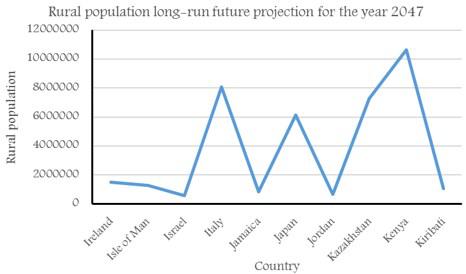 Rural population long-run future projection for the year 2047
12000000
10000000
8000000
6000000
4000000
2000000
0
Rural population
Ireland
Isle of Man
Israel
Italy
Jamaica
Japan
Jordan
Kazakhstan
Kenya
Kiribati
Country